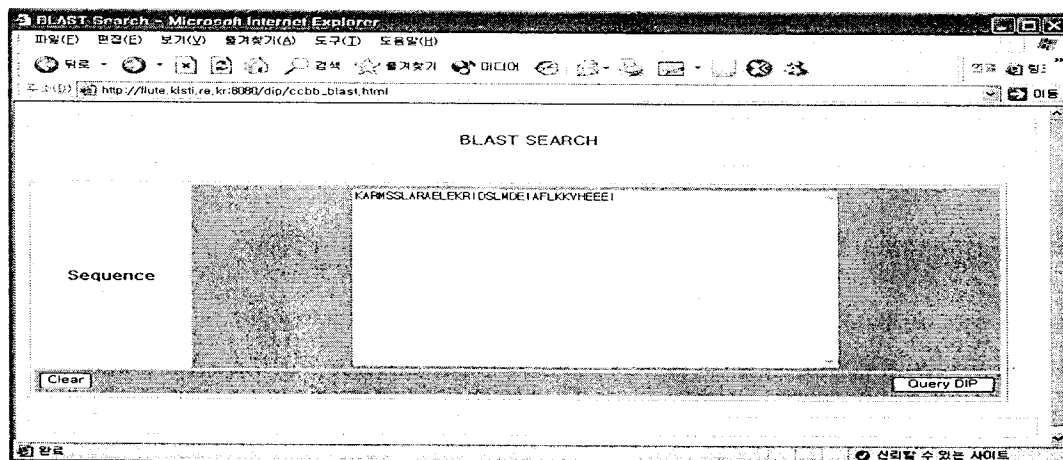 BLAST Search - Microsoft Internet Explorer
파일(F) 편집(E) 보기(V) 즐겨찾기(A) 도구(T) 도움말(H)
뒤로 검색 즐겨찾기 미디어
주소(D) http://flute.kisti.re.kr:8080/dip/ccbb_blast.html 이동
BLAST SEARCH
KARMSSLARAELEKRIDSLMDEIAFLKKVHEEEI
Sequence
Clear Query DIP
완료 신뢰할 수 있는 사이트